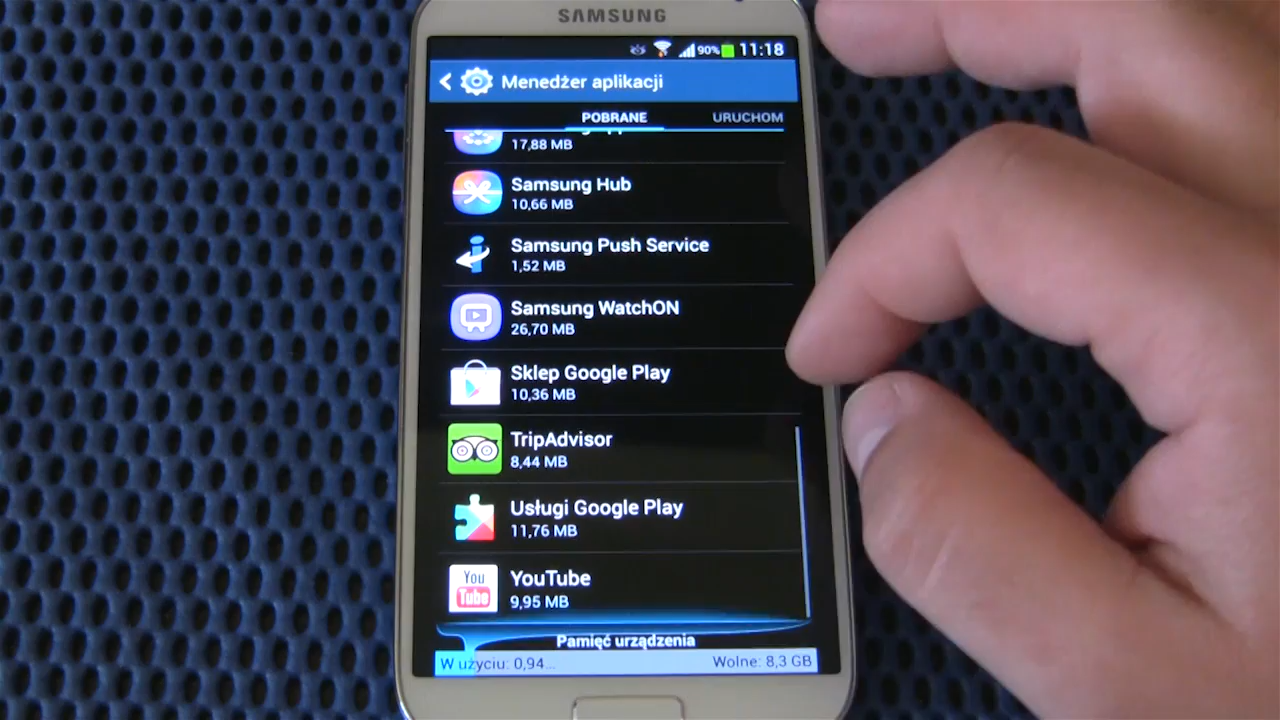 SAMSUNG
90% 11:18
Menedżer aplikacji
POBRANE URUCHOM
17,88 MB
Samsung Hub
10,66 MB
Samsung Push Service
1,52 MB
Samsung WatchON
26,70 MB
Sklep Google Play
10,36 MB
TripAdvisor
8,44 MB
Usługi Google Play
11,76 MB
You
Tube
YouTube
9,95 MB
Pamięć urządzenia
W użyciu: 0,94... Wolne: 8,3 GB